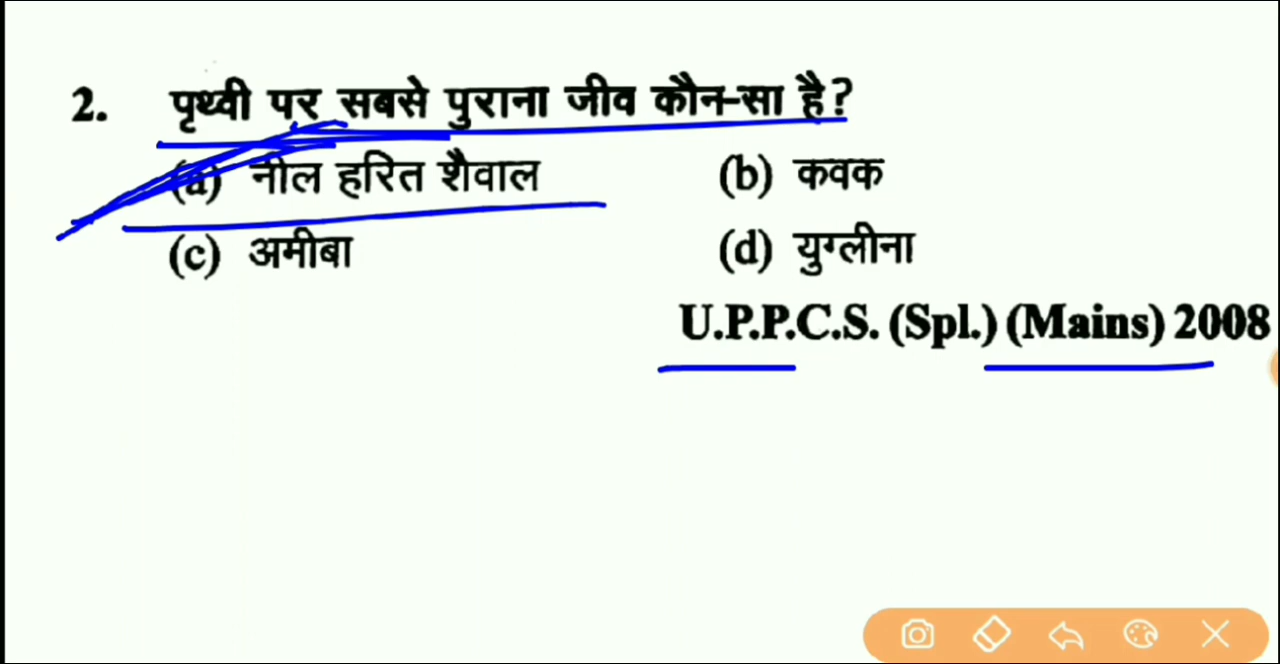 2. पृथ्वी पर सबसे पुराना जीव कौन-सा है?
(a) नील हरित शैवाल (b) कवक
(c) अमीबा (d) युग्लीना
U.P.P.C.S. (Spl.) (Mains) 2008